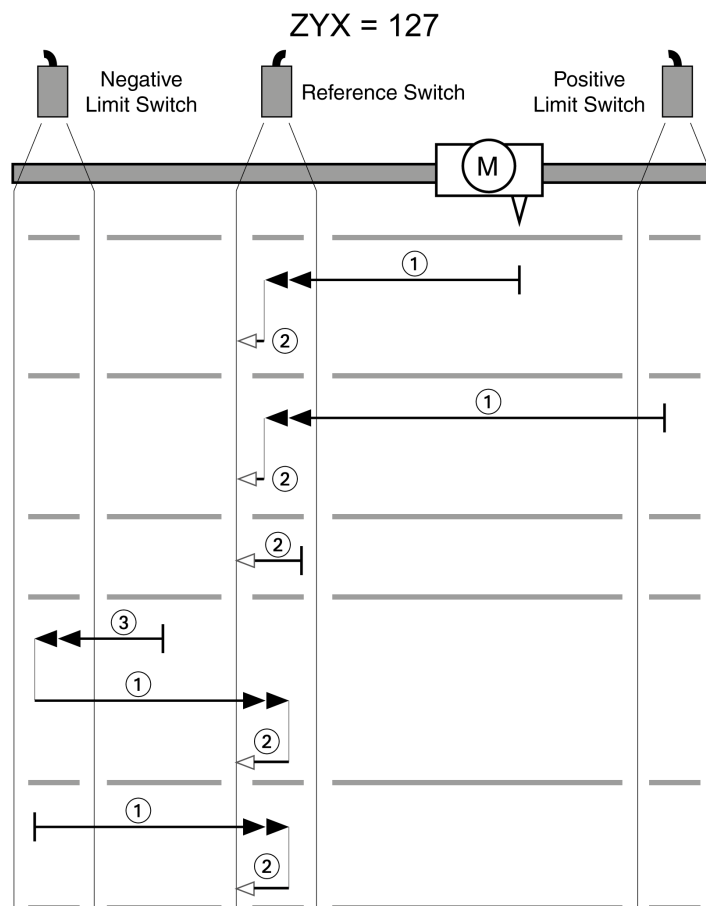 ZYX = 127
Negative
Limit Switch
Reference Switch
Positive
Limit Switch
M
1
2
1
2
2
3
1
2
1
2